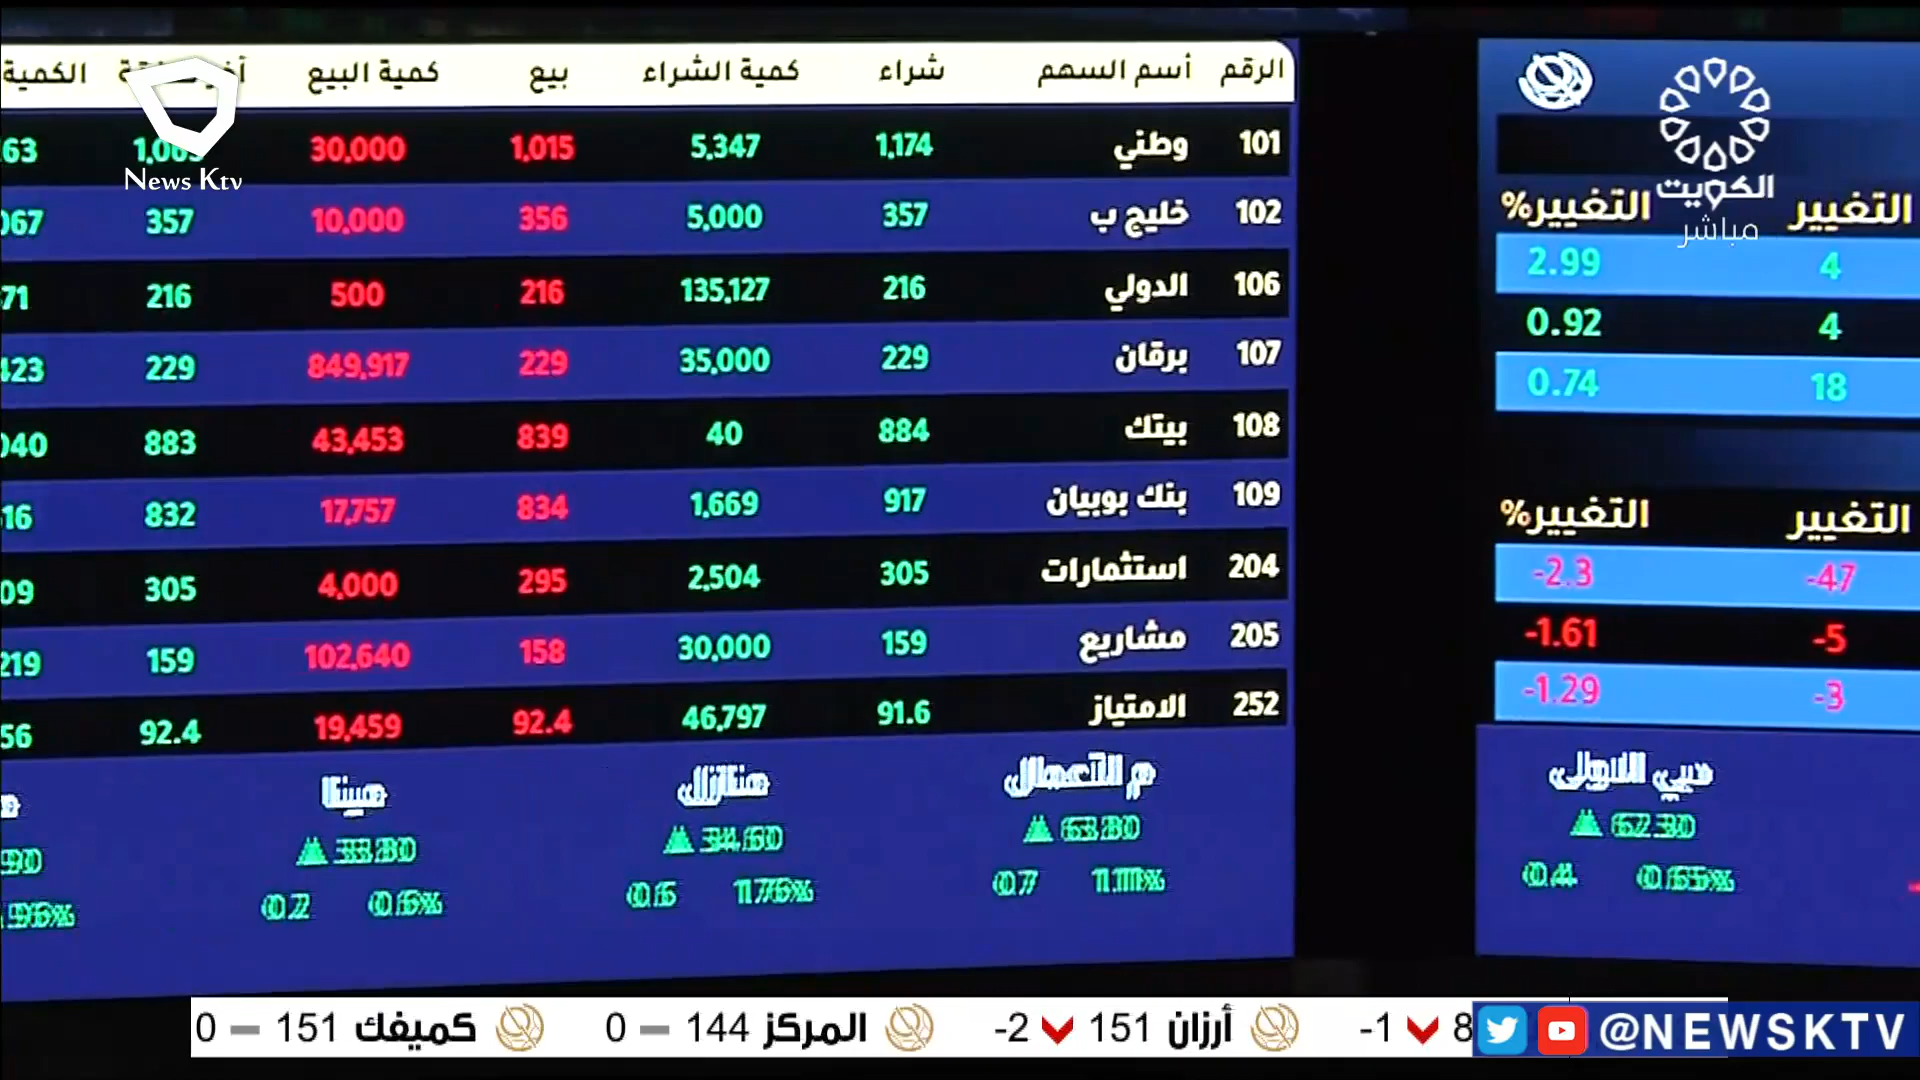 الرقم أسم السهم شراء كمية الشراء بيع كمية البيع الكمية
101 وطني 1,174 5,347 1,015 30,000
102 خليج ب 357 5,000 356 10,000 357
106 الدولي 216 135,127 216 500 216
107 برقان 229 35,000 229 849,917 229
108 بيتك 884 40 839 43,453 883
109 بنك بوبيان 917 1,669 834 17,757 832
204 استثمارات 305 2,504 295 4,000 305
205 مشاريع 159 30,000 158 102,640 159
252 الامتياز 91.6 46,797 92.4 19,459 92.4
التغيير التغيير%
4 2.99
4 0.92
18 0.74
التغيير التغيير%
-47 -2.3
-5 -1.61
-3 -1.29
الكويت
مباشر
News Ktv
أرزان 151 -2
المركز 144 0
كميفك 151 0
@NEWSKTV